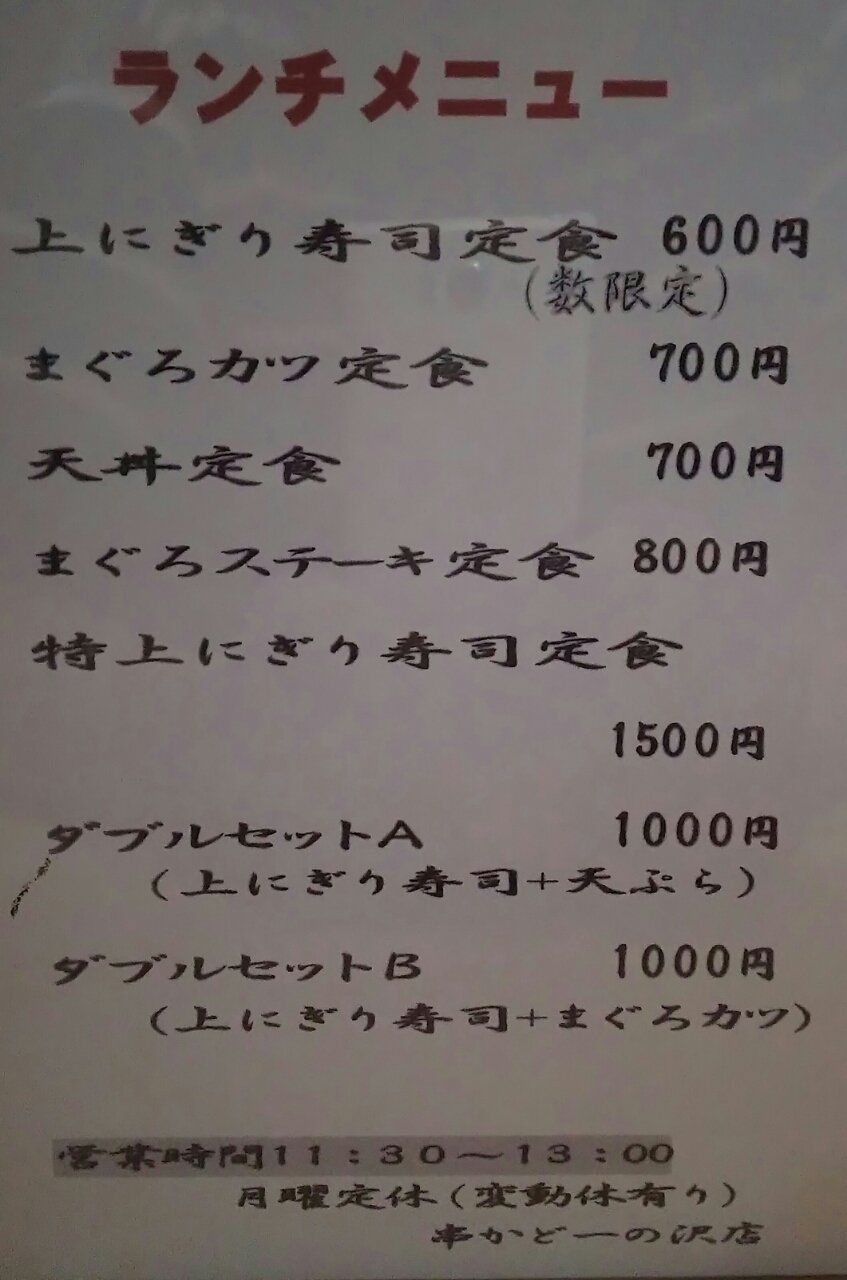 ランチメニュー
上にぎり寿司定食 600円
(数限定)
まぐろカツ定食 700円
天丼定食 700円
まぐろステーキ定食 800円
特上にぎり寿司定食
1500円
ダブルセットA 1000円
(上にぎり寿司+天ぷら)
ダブルセットB 1000円
(上にぎり寿司+まぐろカツ)
営業時間11:30~13:00
月曜定休(変動休有り)
串かど一の沢店